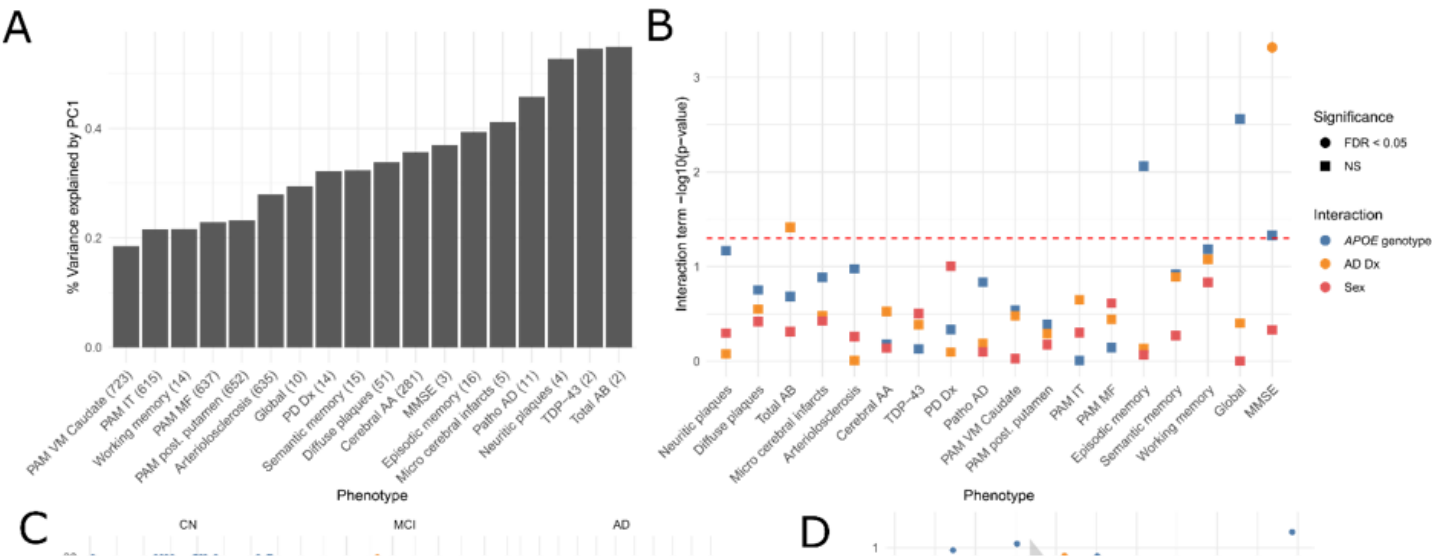 A
% Variance explained by PC1
0.4
0.2
0.0
PAM VM Caudate (723)
PAM IT (615)
Working memory (14)
PAM MF (637)
PAM post. putamen (652)
Arteriolosclerosis (635)
Global (10)
PD Dx (14)
Semantic memory (15)
Diffuse plaques (51)
Cerebral AA (281)
MMSE (3)
Episodic memory (16)
Micro cerebral infarcts (5)
Patho AD (11)
Neuritic plaques (4)
TDP-43 (2)
Total AB (2)
Phenotype
B
Interaction term −log10(p-value)
3
2
1
0
Neuritic plaques
Diffuse plaques
Total AB
Micro cerebral infarcts
Arteriolosclerosis
Cerebral AA
TDP-43
PD Dx
Patho AD
PAM VM Caudate
PAM post. putamen
PAM IT
PAM MF
Episodic memory
Semantic memory
Working memory
Global
MMSE
Phenotype
Significance
FDR < 0.05
NS
Interaction
APOE genotype
AD Dx
Sex
C
CN
MCI
AD
D
1